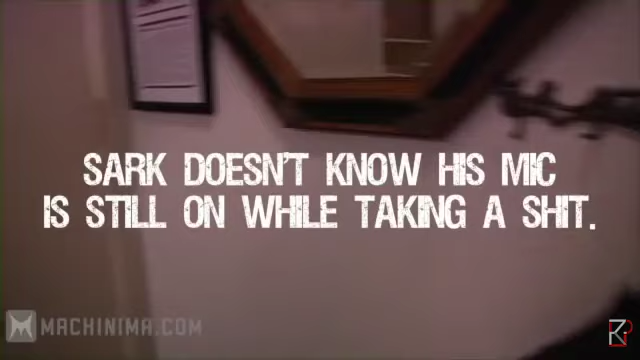 SARK DOESN'T KNOW HIS MIC
IS STILL ON WHILE TAKING A SHIT.
MACHINIMA.COM